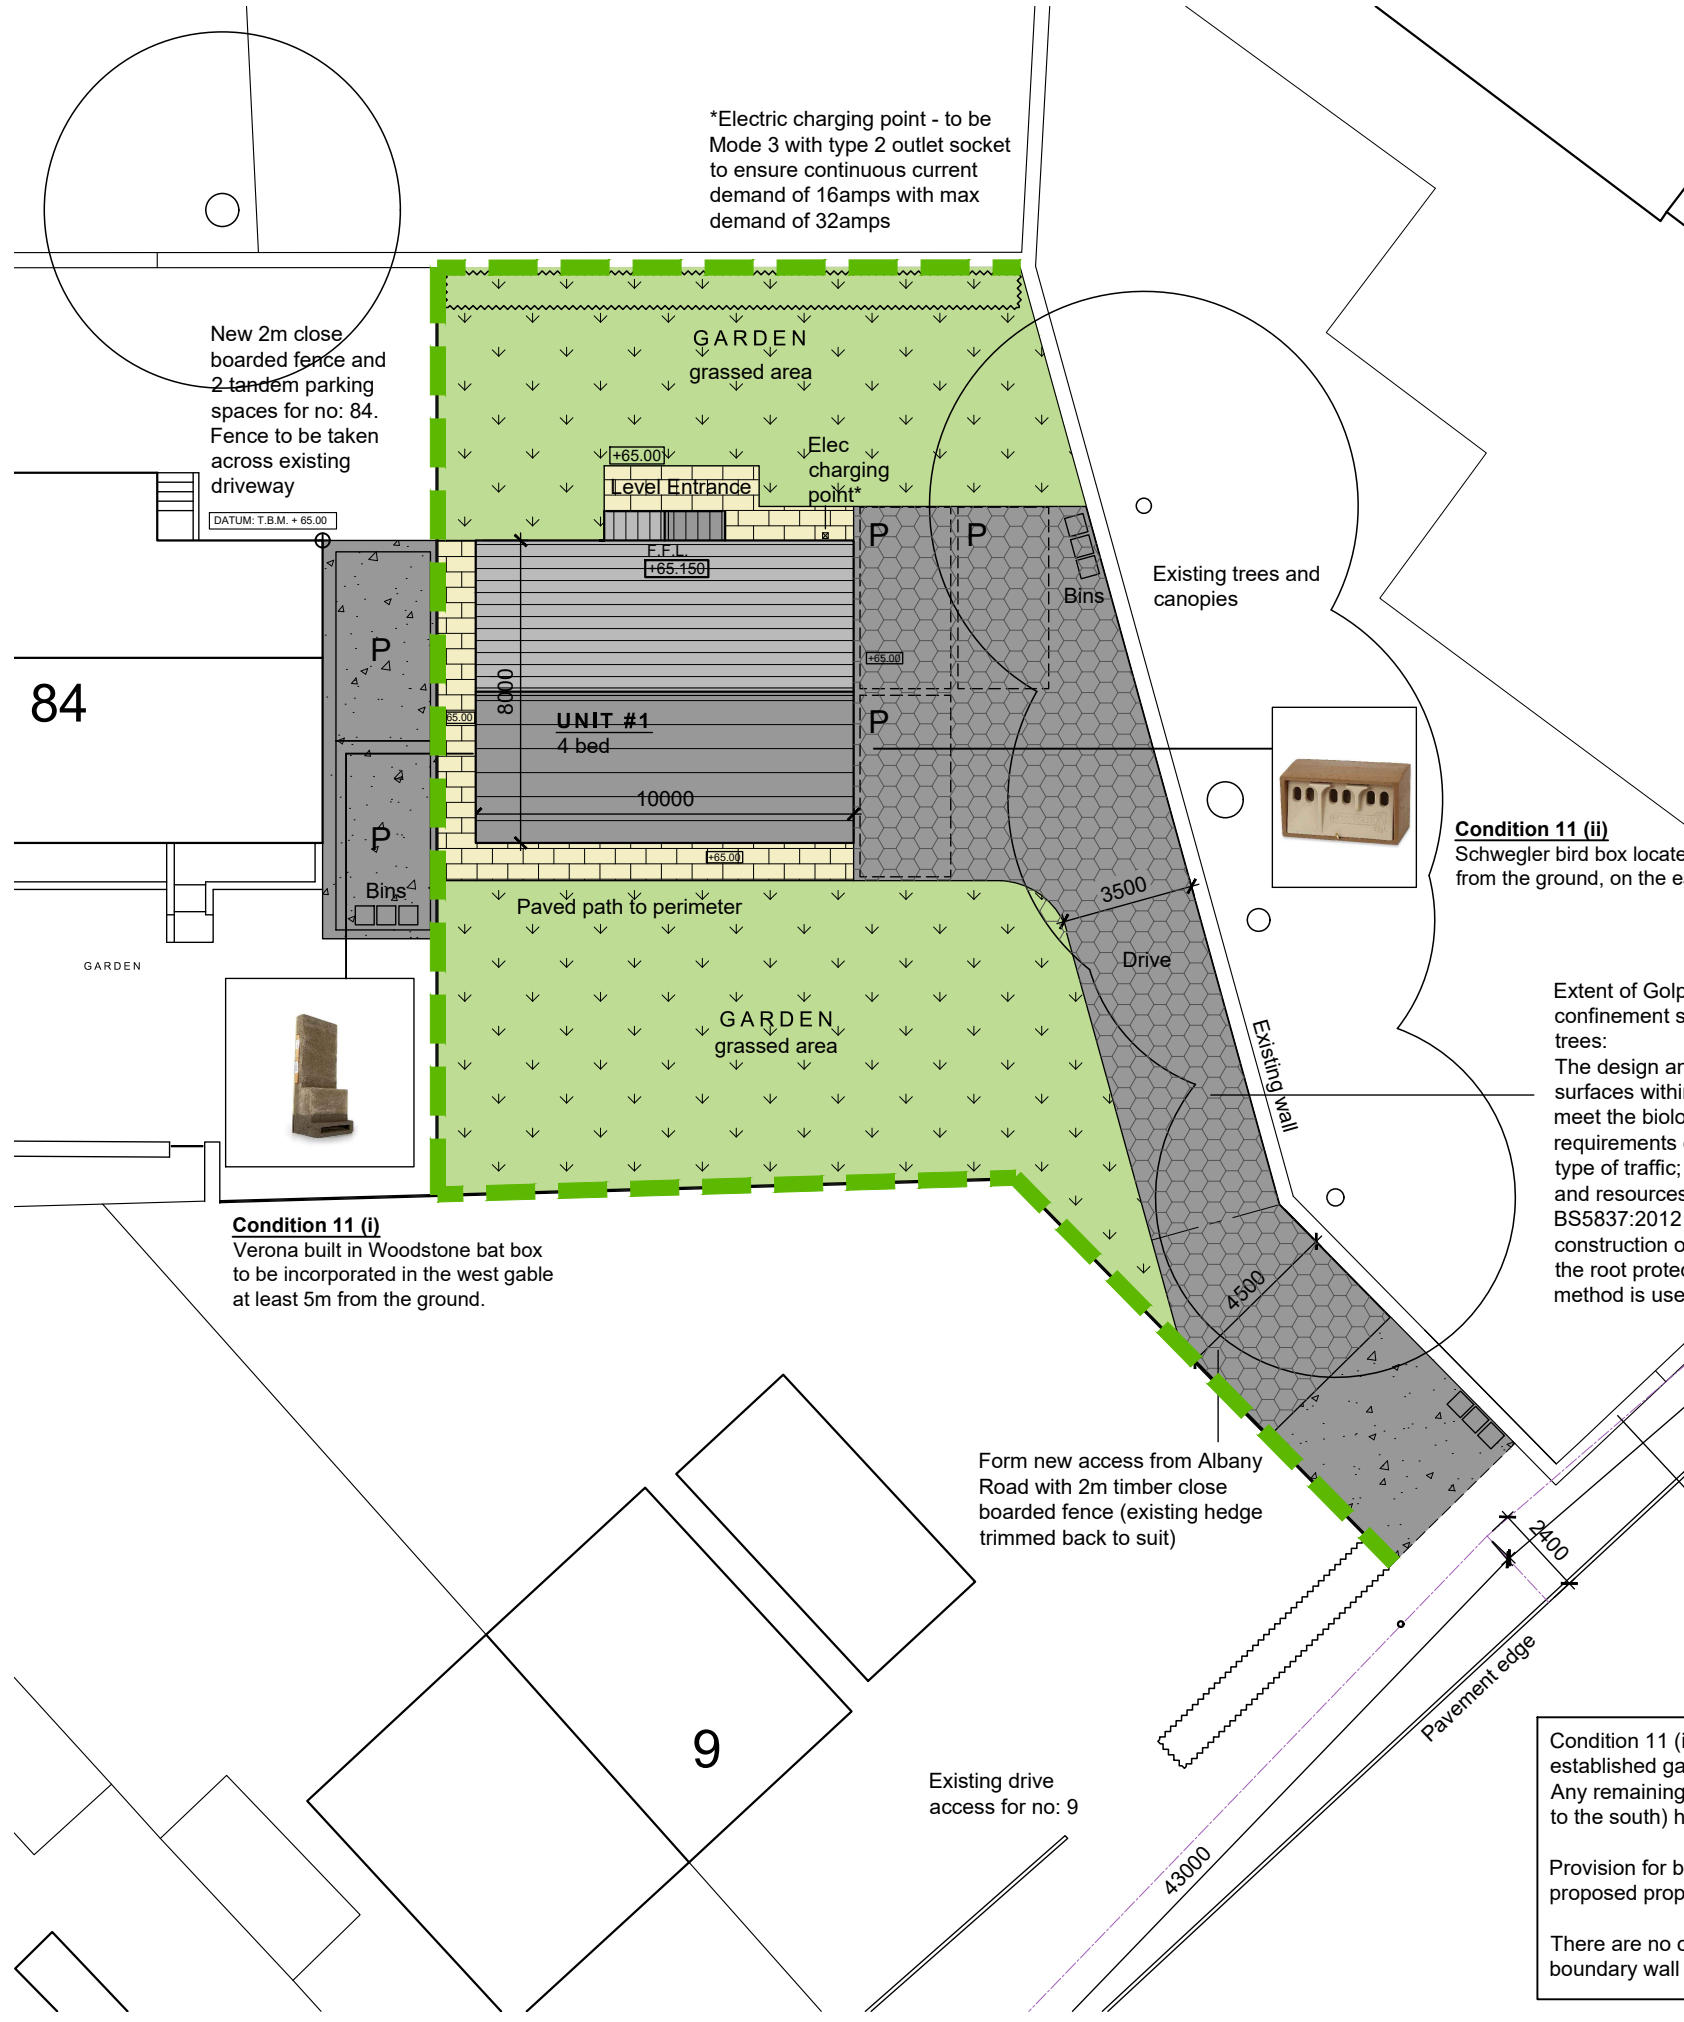 *Electric charging point - to be
Mode 3 with type 2 outlet socket
to ensure continuous current
demand of 16amps with max
demand of 32amps
New 2m close
boarded fence and
2 tandem parking
spaces for no: 84.
Fence to be taken
across existing
driveway
DATUM: T.B.M. + 65.00
GARDEN
grassed area
+65.00
Level Entrance
Elec
charging
point*
F.F.L.
+65.150
P
P
Bins
Existing trees and
canopies
+65.00
P
84
P
65.00
8000
UNIT #1
4 bed
10000
P
Bins
+65.00
Paved path to perimeter
3500
Drive
GARDEN
GARDEN
grassed area
Existing wall
Condition 11 (ii)
Schwegler bird box locate
from the ground, on the e
Extent of Golp
confinement s
trees:
The design an
surfaces within
meet the biolo
requirements
type of traffic;
and resources
BS5837:2012
construction o
the root protec
method is use
Condition 11 (i)
Verona built in Woodstone bat box
to be incorporated in the west gable
at least 5m from the ground.
4500
Form new access from Albany
Road with 2m timber close
boarded fence (existing hedge
trimmed back to suit)
2400
Pavement edge
9
Existing drive
access for no: 9
43000
Condition 11 (i
established ga
Any remaining
to the south) h
Provision for b
proposed prop
There are no
boundary wall